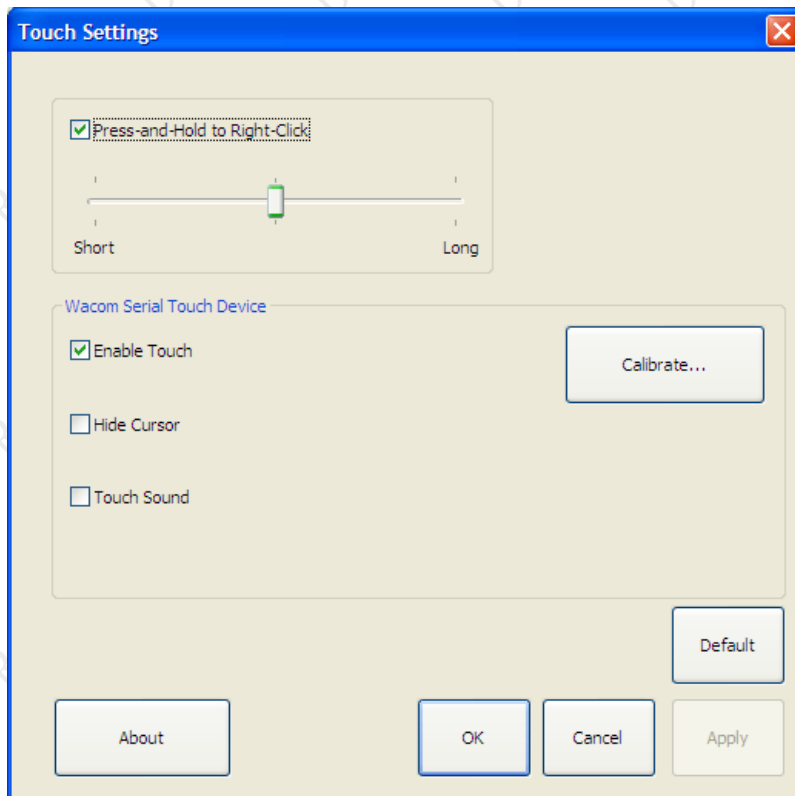 Touch Settings
Press-and-Hold to Right-Click
Short Long
Wacom Serial Touch Device
Enable Touch
Calibrate...
Hide Cursor
Touch Sound
Default
About OK Cancel Apply